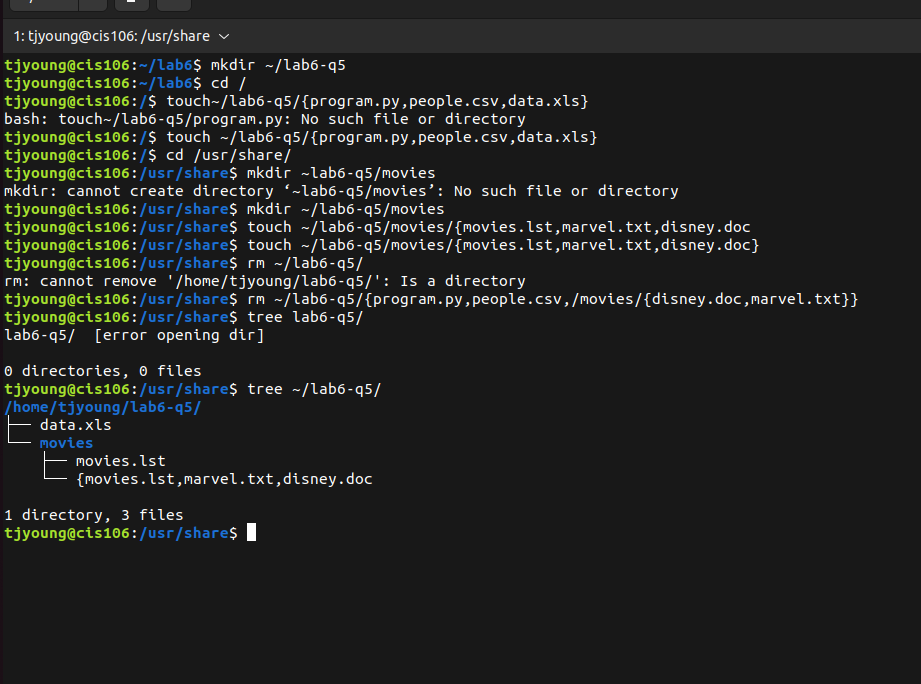 1: tjyoung@cis106: /usr/share
tjyoung@cis106:~/lab6$ mkdir ~/lab6-q5
tjyoung@cis106:~/lab6$ cd /
tjyoung@cis106:/$ touch~/lab6-q5/{program.py,people.csv,data.xls}
bash: touch~/lab6-q5/program.py: No such file or directory
tjyoung@cis106:/$ touch ~/lab6-q5/{program.py,people.csv,data.xls}
tjyoung@cis106:/$ cd /usr/share/
tjyoung@cis106:/usr/share$ mkdir ~lab6-q5/movies
mkdir: cannot create directory ‘~lab6-q5/movies’: No such file or directory
tjyoung@cis106:/usr/share$ mkdir ~/lab6-q5/movies
tjyoung@cis106:/usr/share$ touch ~/lab6-q5/movies/{movies.lst,marvel.txt,disney.doc
tjyoung@cis106:/usr/share$ touch ~/lab6-q5/movies/{movies.lst,marvel.txt,disney.doc}
tjyoung@cis106:/usr/share$ rm ~/lab6-q5/
rm: cannot remove '/home/tjyoung/lab6-q5/': Is a directory
tjyoung@cis106:/usr/share$ rm ~/lab6-q5/{program.py,people.csv,/movies/{disney.doc,marvel.txt}}
tjyoung@cis106:/usr/share$ tree lab6-q5/
lab6-q5/  [error opening dir]
0 directories, 0 files
tjyoung@cis106:/usr/share$ tree ~/lab6-q5/
/home/tjyoung/lab6-q5/
├── data.xls
└── movies
    ├── movies.lst
    └── {movies.lst,marvel.txt,disney.doc
1 directory, 3 files
tjyoung@cis106:/usr/share$